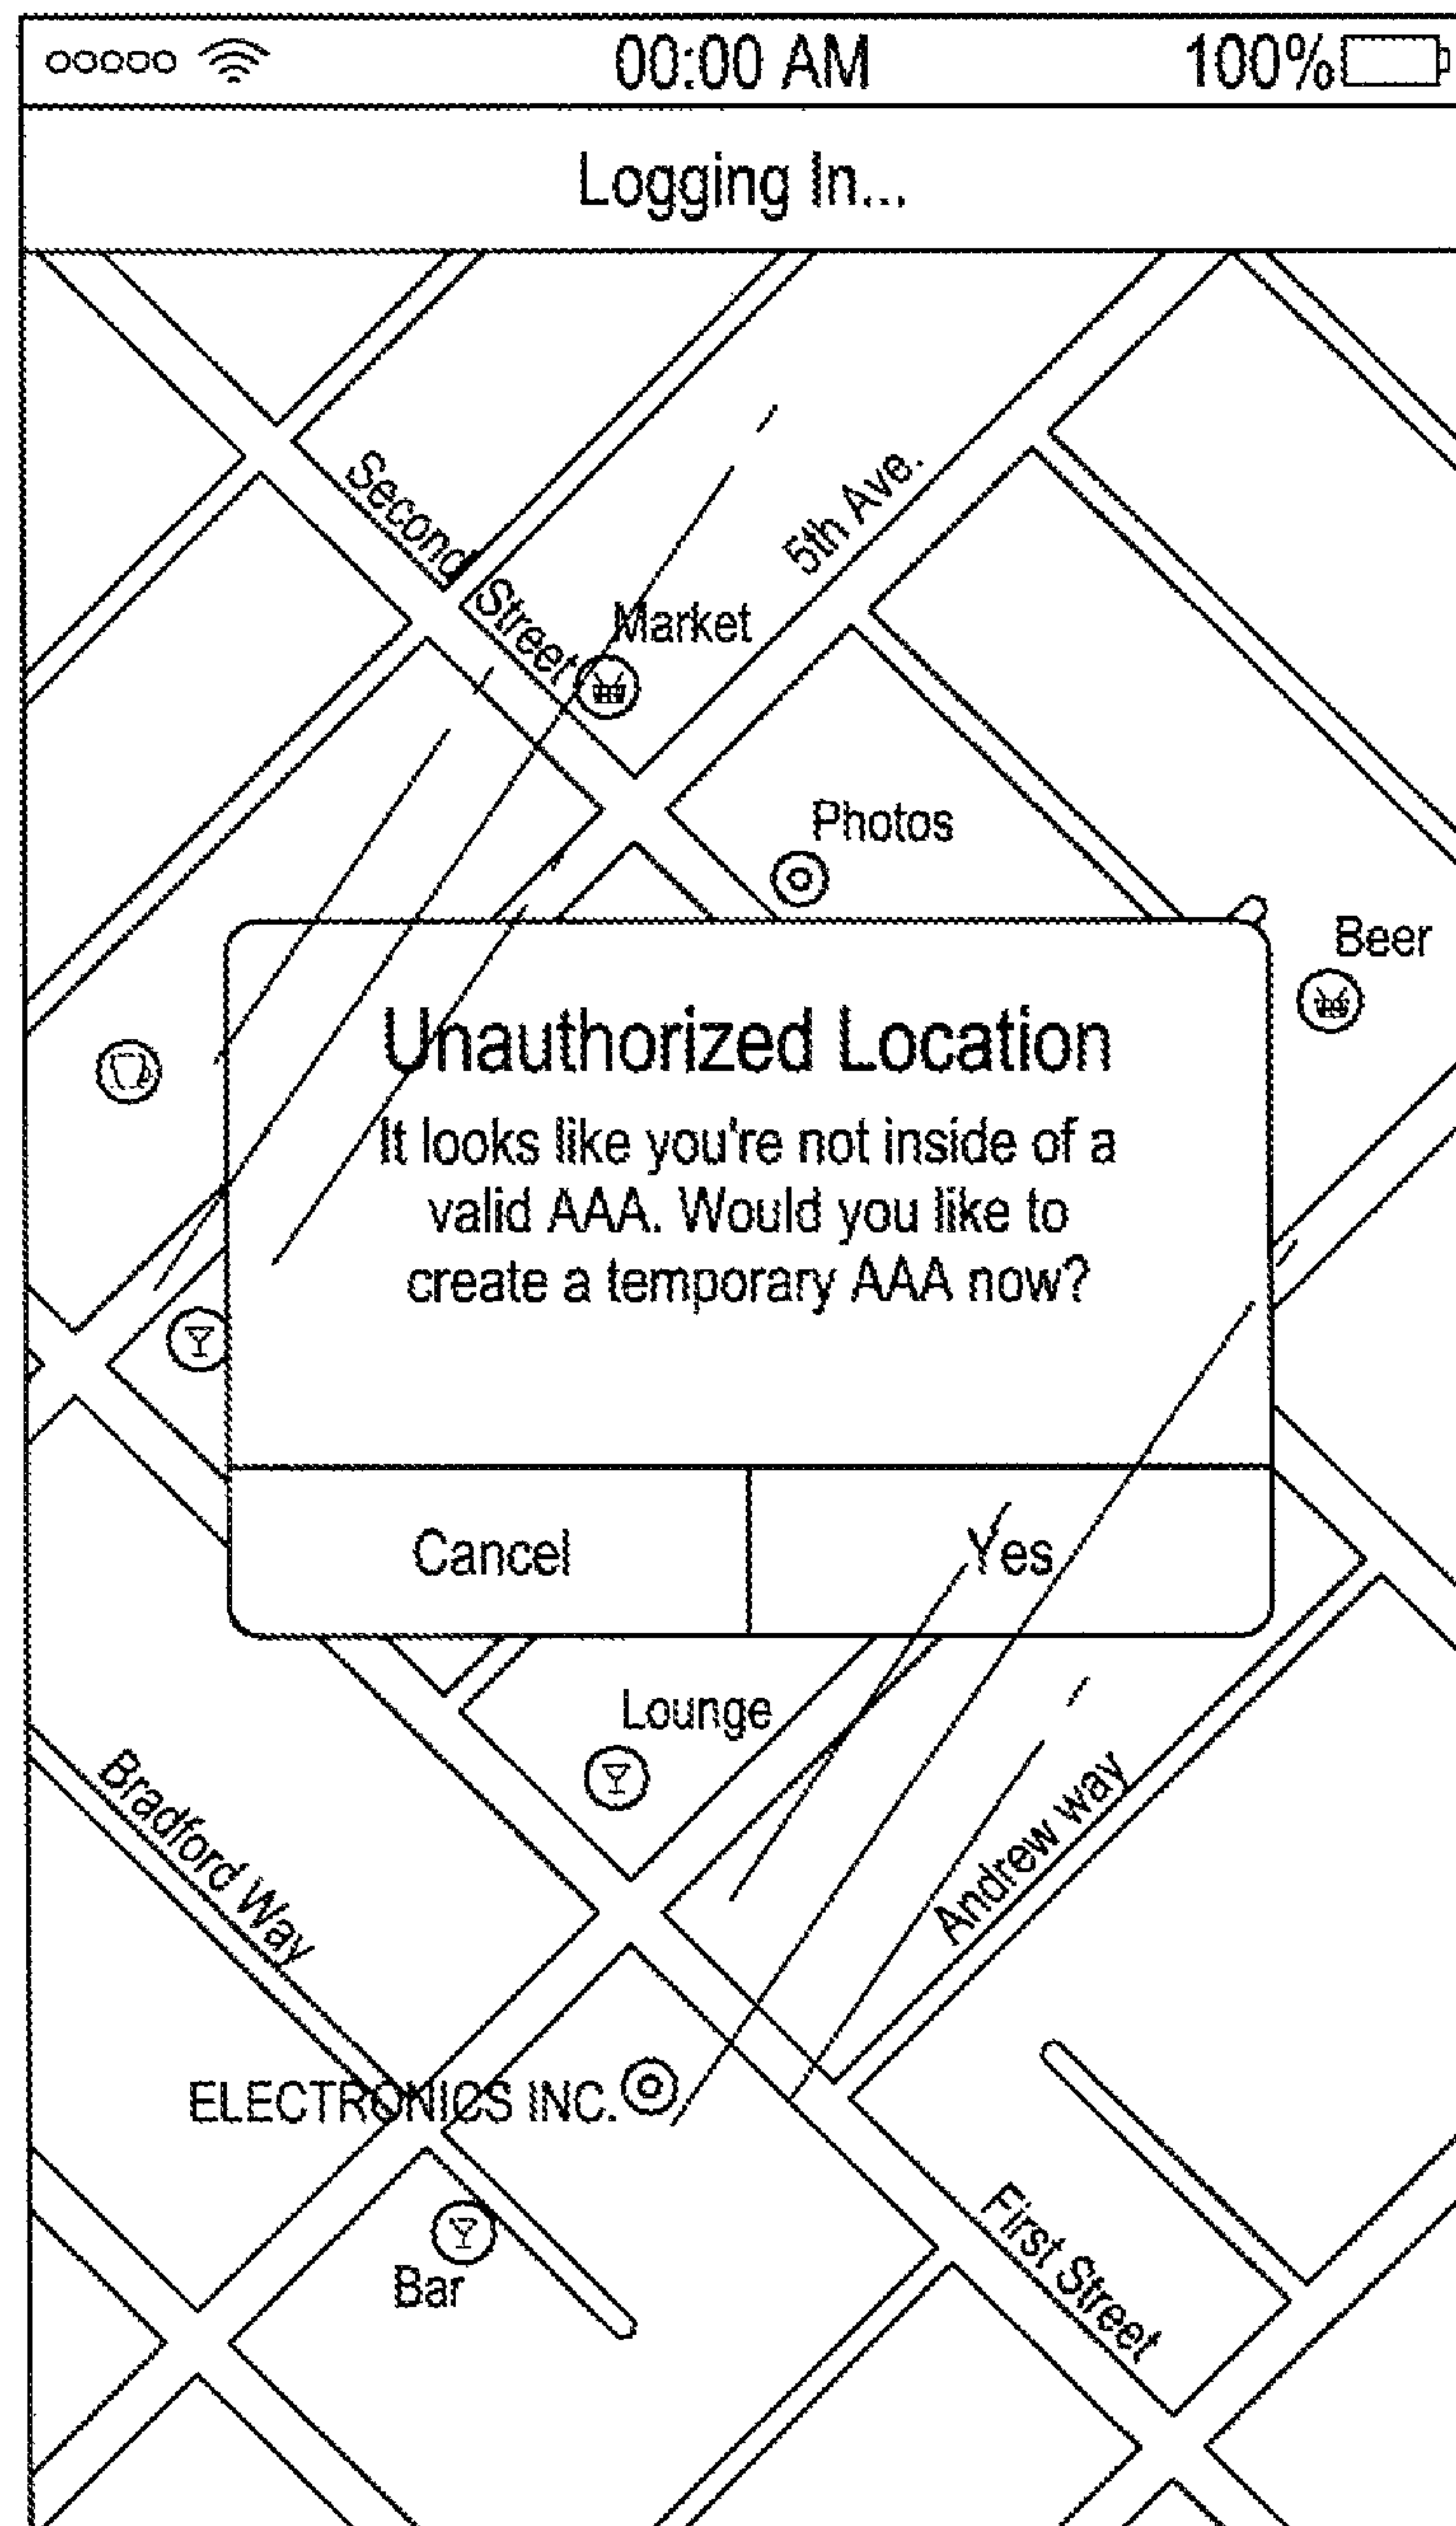 00:00 AM 100%
Logging In...
Second Street
5th Ave.
Market
Photos
Beer
Unauthorized Location
It looks like you're not inside of a
valid AAA. Would you like to
create a temporary AAA now?
Cancel Yes
Lounge
Bradford Way
Andrew way
ELECTRONICS INC.
First Street
Bar